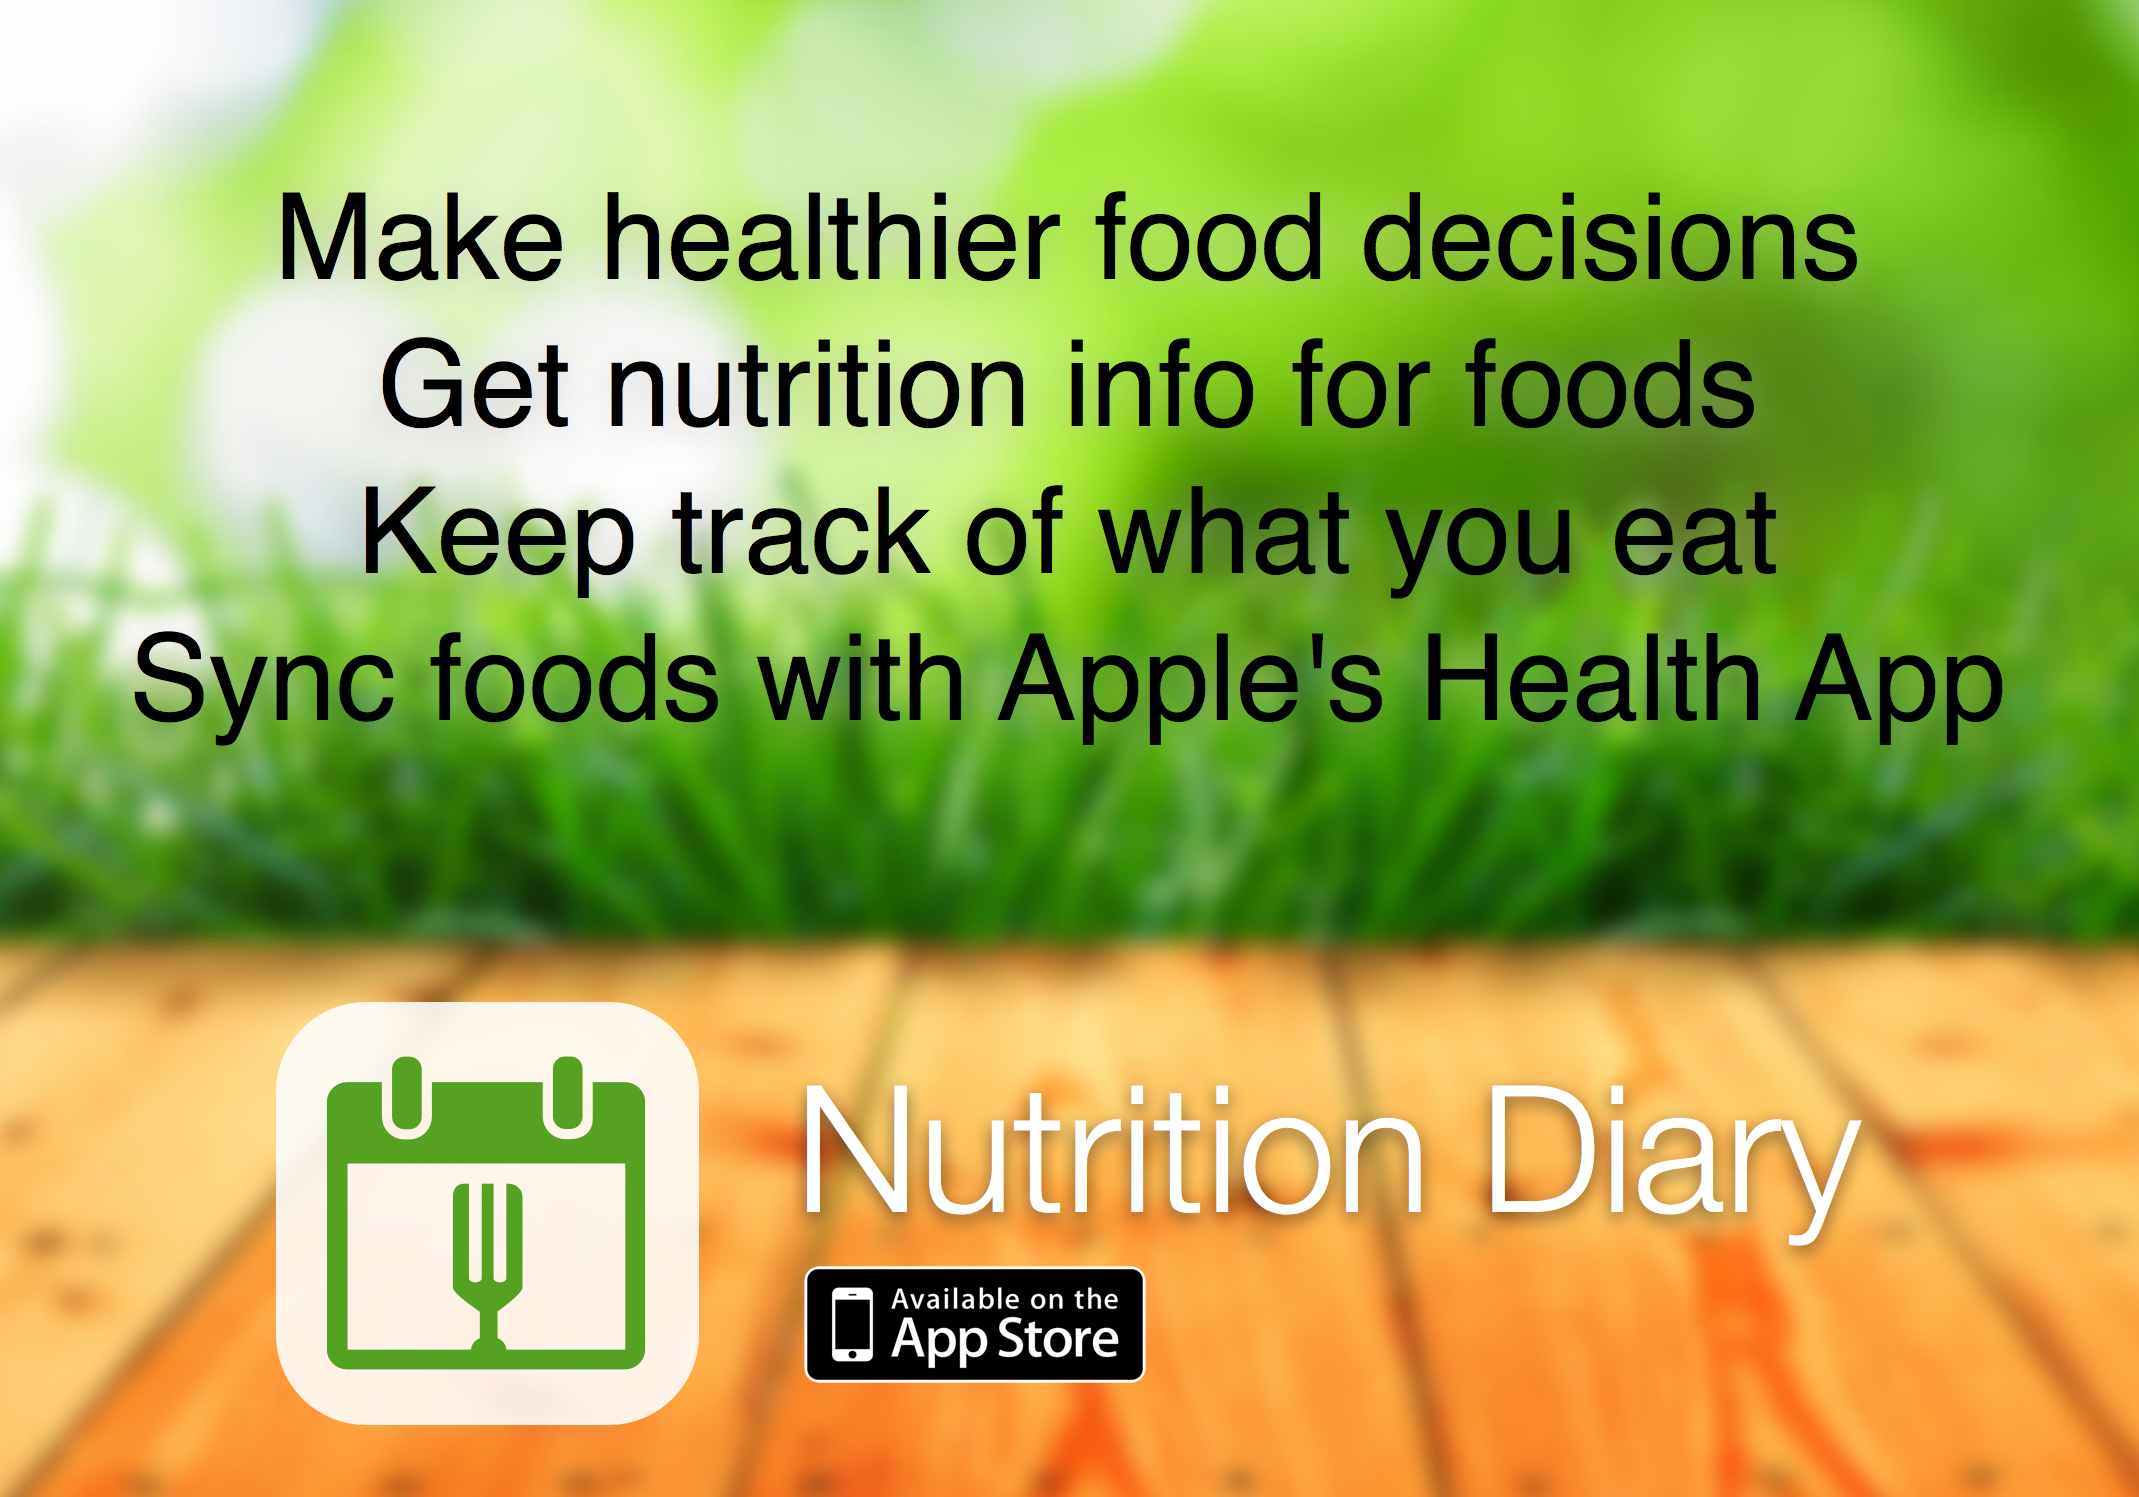 Make healthier food decisions
Get nutrition info for foods
Keep track of what you eat
Sync foods with Apple's Health App
Nutrition Diary
Available on the
App Store